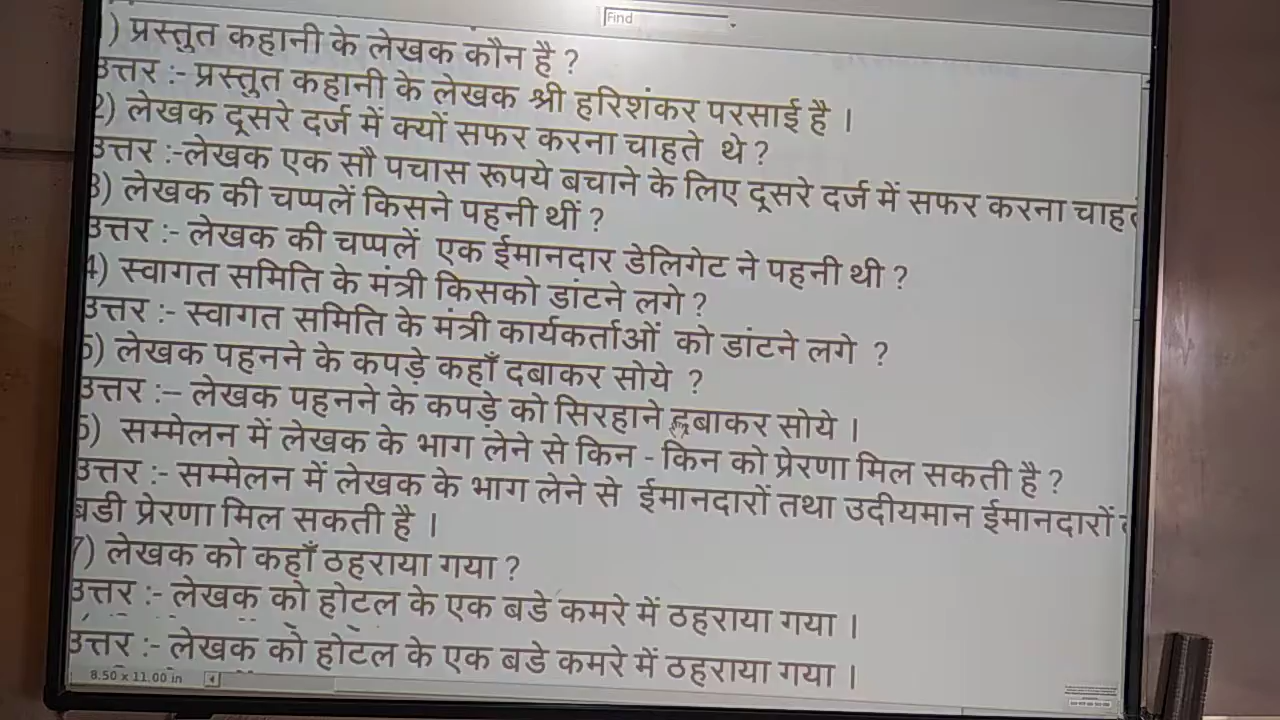 Find
1) प्रस्तुत कहानी के लेखक कौन है ?
उत्तर :- प्रस्तुत कहानी के लेखक श्री हरिशंकर परसाई है ।
2) लेखक दूसरे दर्ज में क्यों सफर करना चाहते थे ?
उत्तर :-लेखक एक सौ पचास रूपये बचाने के लिए दूसरे दर्ज में सफर करना
3) लेखक की चप्पलें किसने पहनी थीं ?
उत्तर :- लेखक की चप्पलें एक ईमानदार डेलिगेट ने पहनी थी ?
4) स्वागत समिति के मंत्री किसको डांटने लगे ?
उत्तर :- स्वागत समिति के मंत्री कार्यकर्ताओं को डांटने लगे ?
5) लेखक पहनने के कपड़े कहाँ दबाकर सोये ?
उत्तर :– लेखक पहनने के कपड़े को सिरहाने दबाकर सोये ।
6) सम्मेलन में लेखक के भाग लेने से किन - किन को प्रेरणा मिल सकती है ?
उत्तर :- सम्मेलन में लेखक के भाग लेने से ईमानदारों तथा उदीयमान ईमानदारों
बडी प्रेरणा मिल सकती है ।
7) लेखक को कहाँ ठहराया गया ?
उत्तर :- लेखक को होटल के एक बडे कमरे में ठहराया गया ।
उत्तर :- लेखक को होटल के एक बडे कमरे में ठहराया गया ।
8.50 x 11.00 in